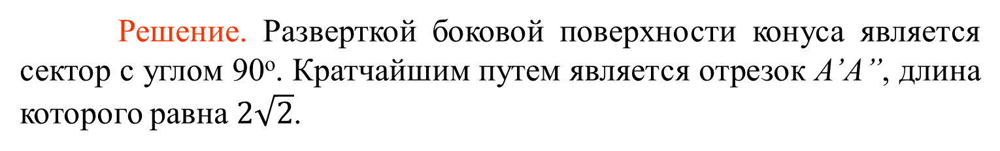 Решение. Разверткой боковой поверхности конуса является
сектор с углом 90º. Кратчайшим путем является отрезок A’A’’, длина
которого равна 2√2.